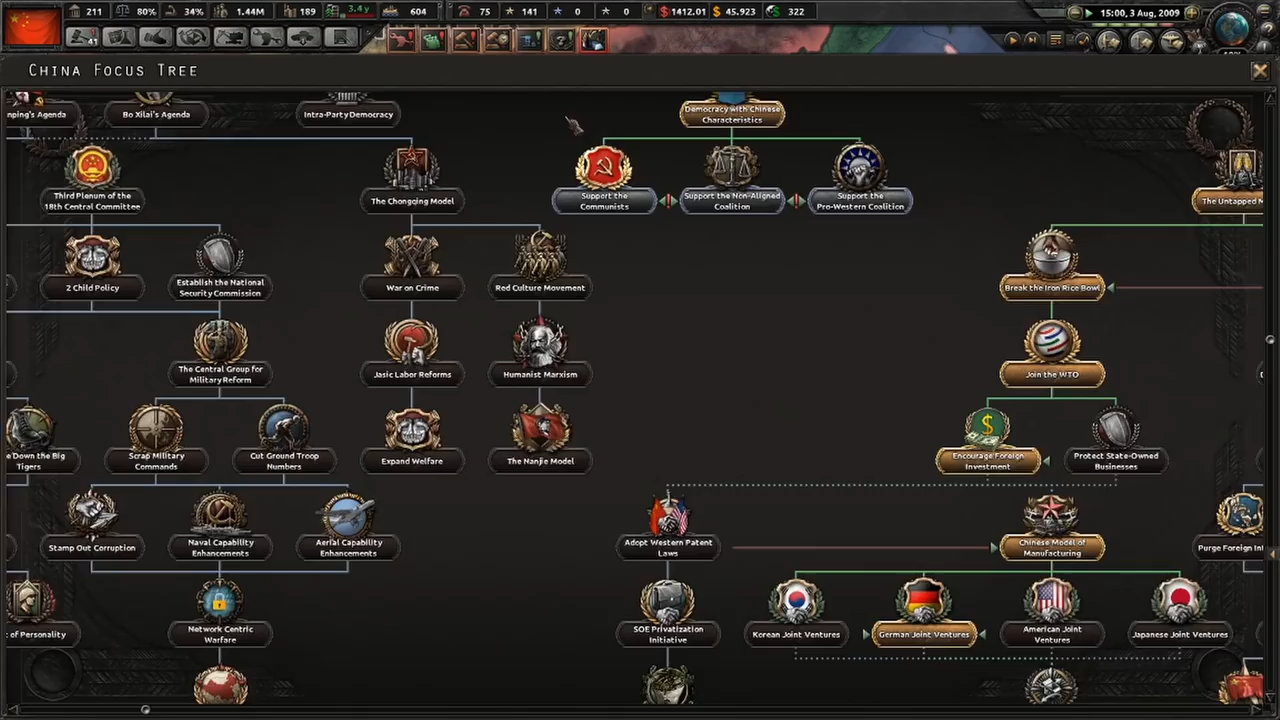 211 80% 34% 1.44M 189 3.4 y 604 75 141 0 0 $1412.01 $45.923 322 15:00, 3 Aug, 2009
41
China Focus Tree
nping's Agenda
Bo Xilai's Agenda
Intra-Party Democracy
Democracy with Chinese
Characteristics
Third Plenum of the
18th Central Committee
The Chongqing Model
Support the
Communists
Support the Non-Aligned
Coalition
Support the
Pro-Western Coalition
The Untapped M
2 Child Policy
Establish the National
Security Commission
War on Crime
Red Culture Movement
Break the Iron Rice Bowl
The Central Group for
Military Reform
Jasic Labor Reforms
Humanist Marxism
Join the WTO
e Down the Big
Tigers
Scrap Military
Commands
Cut Ground Troop
Numbers
Expand Welfare
The Nanjie Model
Encourage Foreign
Investment
Protect State-Owned
Businesses
Stamp Out Corruption
Naval Capability
Enhancements
Aerial Capability
Enhancements
Adopt Western Patent
Laws
Chinese Model of
Manufacturing
Purge Foreign In
t of Personality
Network Centric
Warfare
SOE Privatization
Initiative
Korean Joint Ventures
German Joint Ventures
American Joint
Ventures
Japanese Joint Ventures